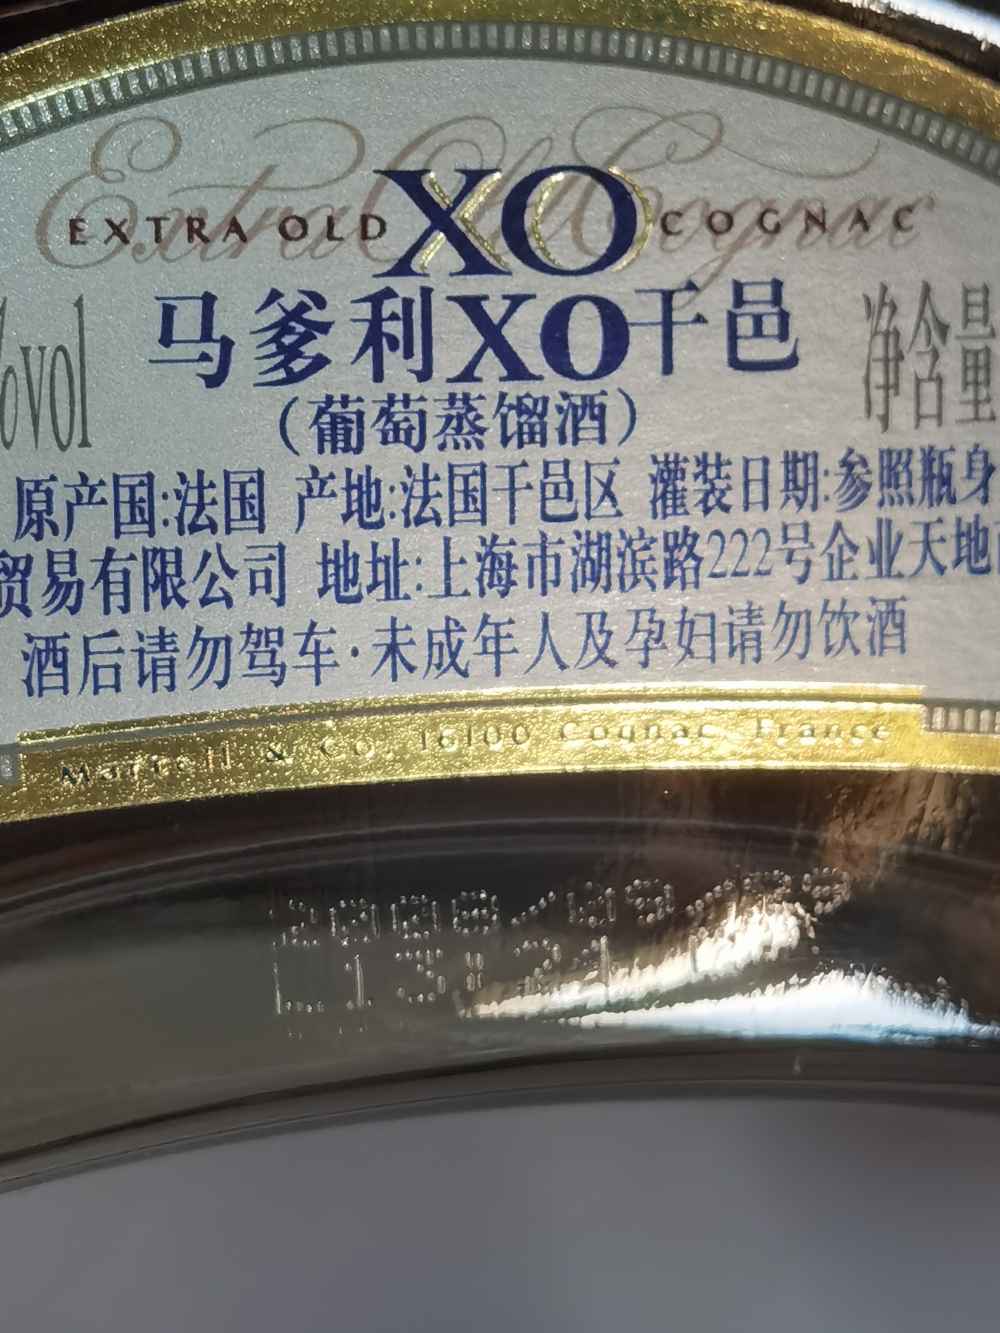 Extra Old Cognac
EXTRA OLD XO COGNAC
马爹利XO干邑
%vol
净含量
(葡萄蒸馏酒)
原产国:法国 产地:法国干邑区 灌装日期:参照瓶身
贸易有限公司 地址:上海市湖滨路222号企业天地
酒后请勿驾车·未成年人及孕妇请勿饮酒
Martell & Co, 16100 Cognac, France